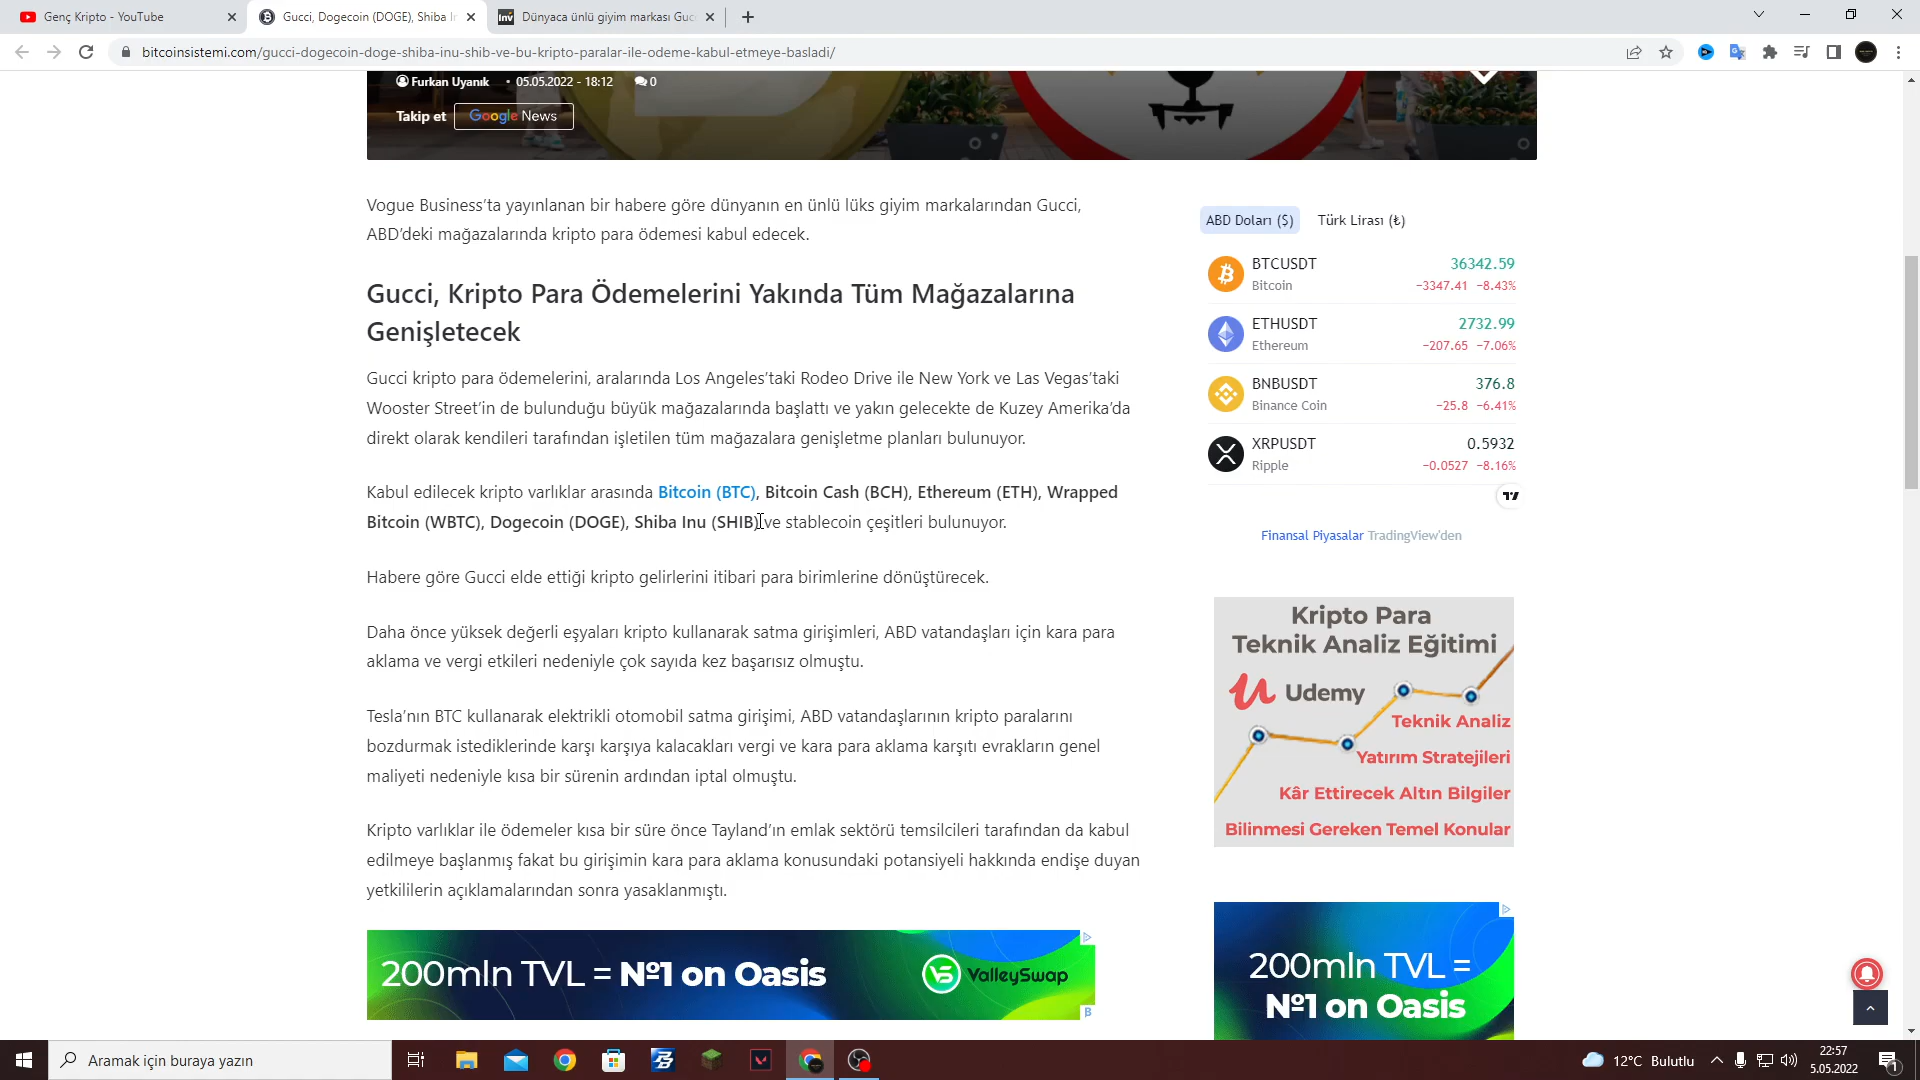 Genç Kripto - YouTube
Gucci, Dogecoin (DOGE), Shiba In
Dünyaca ünlü giyim markası Guc
bitcoinsistemi.com/gucci-dogecoin-doge-shiba-inu-shib-ve-bu-kripto-paralar-ile-odeme-kabul-etmeye-basladi/
Furkan Uyanık • 05.05.2022 - 18:12 0
Takip et Google News
Vogue Business’ta yayınlanan bir habere göre dünyanın en ünlü lüks giyim markalarından Gucci,
ABD’deki mağazalarında kripto para ödemesi kabul edecek.
Gucci, Kripto Para Ödemelerini Yakında Tüm Mağazalarına
Genişletecek
Gucci kripto para ödemelerini, aralarında Los Angeles’taki Rodeo Drive ile New York ve Las Vegas’taki
Wooster Street’in de bulunduğu büyük mağazalarında başlattı ve yakın gelecekte de Kuzey Amerika’da
direkt olarak kendileri tarafından işletilen tüm mağazalara genişletme planları bulunuyor.
Kabul edilecek kripto varlıklar arasında Bitcoin (BTC), Bitcoin Cash (BCH), Ethereum (ETH), Wrapped
Bitcoin (WBTC), Dogecoin (DOGE), Shiba Inu (SHIB) ve stablecoin çeşitleri bulunuyor.
Habere göre Gucci elde ettiği kripto gelirlerini itibari para birimlerine dönüştürecek.
Daha önce yüksek değerli eşyaları kripto kullanarak satma girişimleri, ABD vatandaşları için kara para
aklama ve vergi etkileri nedeniyle çok sayıda kez başarısız olmuştu.
Tesla’nın BTC kullanarak elektrikli otomobil satma girişimi, ABD vatandaşlarının kripto paralarını
bozdurmak istediklerinde karşı karşıya kalacakları vergi ve kara para aklama karşıtı evrakların genel
maliyeti nedeniyle kısa bir sürenin ardından iptal olmuştu.
Kripto varlıklar ile ödemeler kısa bir süre önce Tayland’ın emlak sektörü temsilcileri tarafından da kabul
edilmeye başlanmış fakat bu girişimin kara para aklama konusundaki potansiyeli hakkında endişe duyan
yetkililerin açıklamalarından sonra yasaklanmıştı.
200mln TVL = №1 on Oasis ValleySwap
B
ABD Doları ($) Türk Lirası (₺)
BTCUSDT 36342.59
Bitcoin −3347.41 −8.43%
ETHUSDT 2732.99
Ethereum −207.65 −7.06%
BNBUSDT 376.8
Binance Coin −25.8 −6.41%
XRPUSDT 0.5932
Ripple −0.0527 −8.16%
Finansal Piyasalar TradingView'den
Kripto Para
Teknik Analiz Eğitimi
Udemy
Teknik Analiz
Yatırım Stratejileri
Kâr Ettirecek Altın Bilgiler
Bilinmesi Gereken Temel Konular
200mln TVL =
№1 on Oasis
Aramak için buraya yazın
12°C Bulutlu
22:57
5.05.2022
1